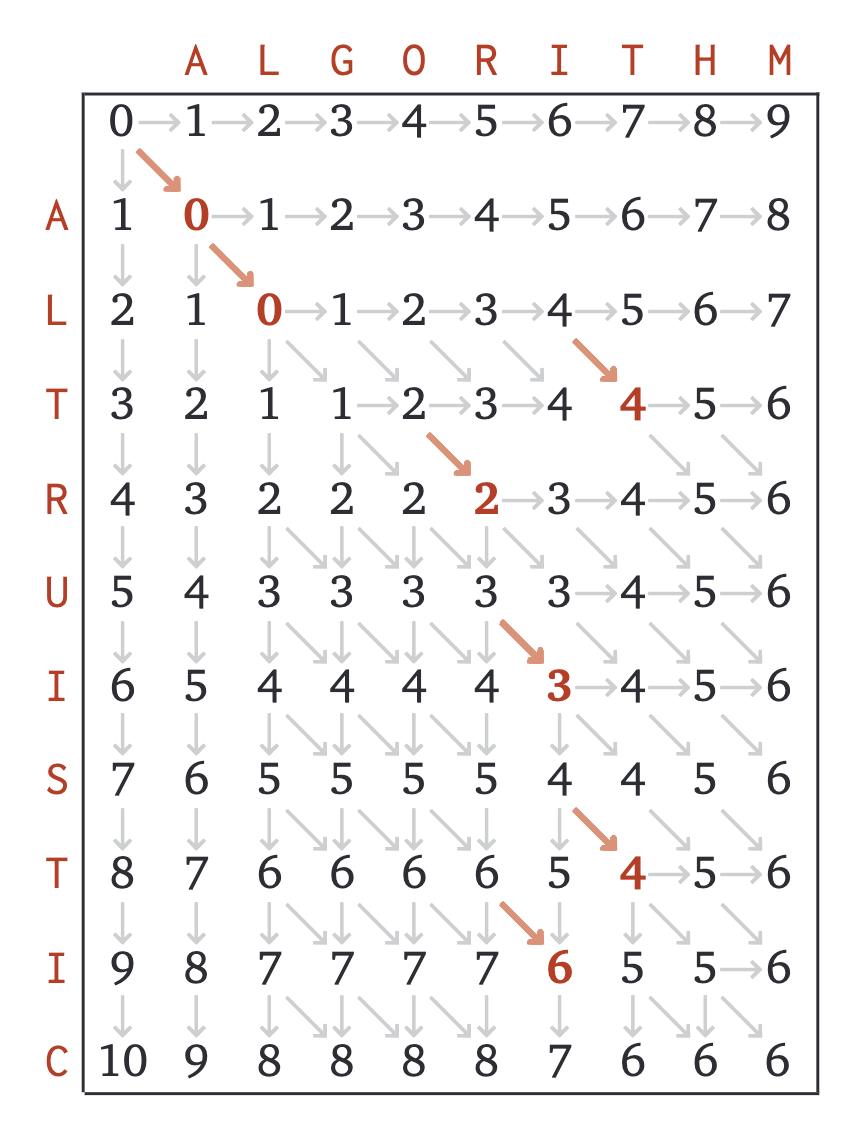 A L G O R I T H M
0 1 2 3 4 5 6 7 8 9
A 1 0 1 2 3 4 5 6 7 8
L 2 1 0 1 2 3 4 5 6 7
T 3 2 1 1 2 3 4 4 5 6
R 4 3 2 2 2 2 3 4 5 6
U 5 4 3 3 3 3 3 4 5 6
I 6 5 4 4 4 4 3 4 5 6
S 7 6 5 5 5 5 4 4 5 6
T 8 7 6 6 6 6 5 4 5 6
I 9 8 7 7 7 7 6 5 5 6
C 10 9 8 8 8 8 7 6 6 6